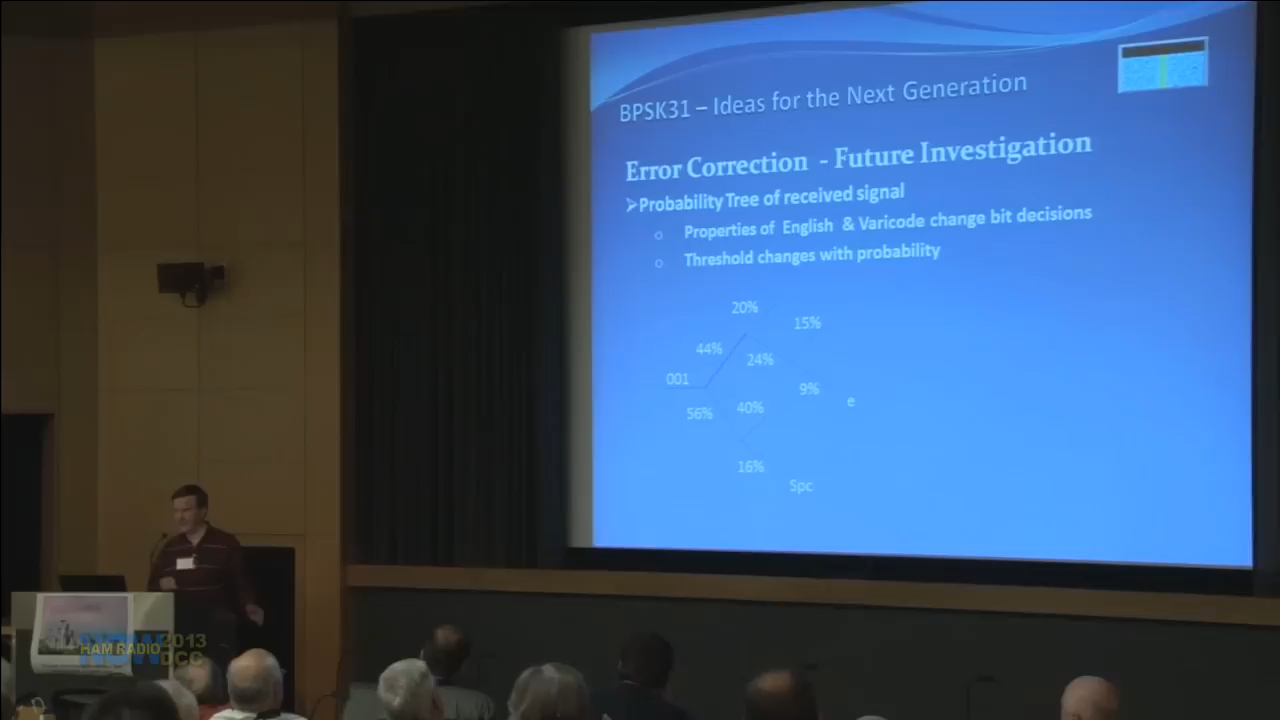 BPSK31 – Ideas for the Next Generation
Error Correction - Future Investigation
➢Probability Tree of received signal
o Properties of English & Varicode change bit decisions
o Threshold changes with probability
20%
15%
44%
24%
001
9%
56%
40%
e
16%
Spc
HAM RADIO
NOW
2013
DCC